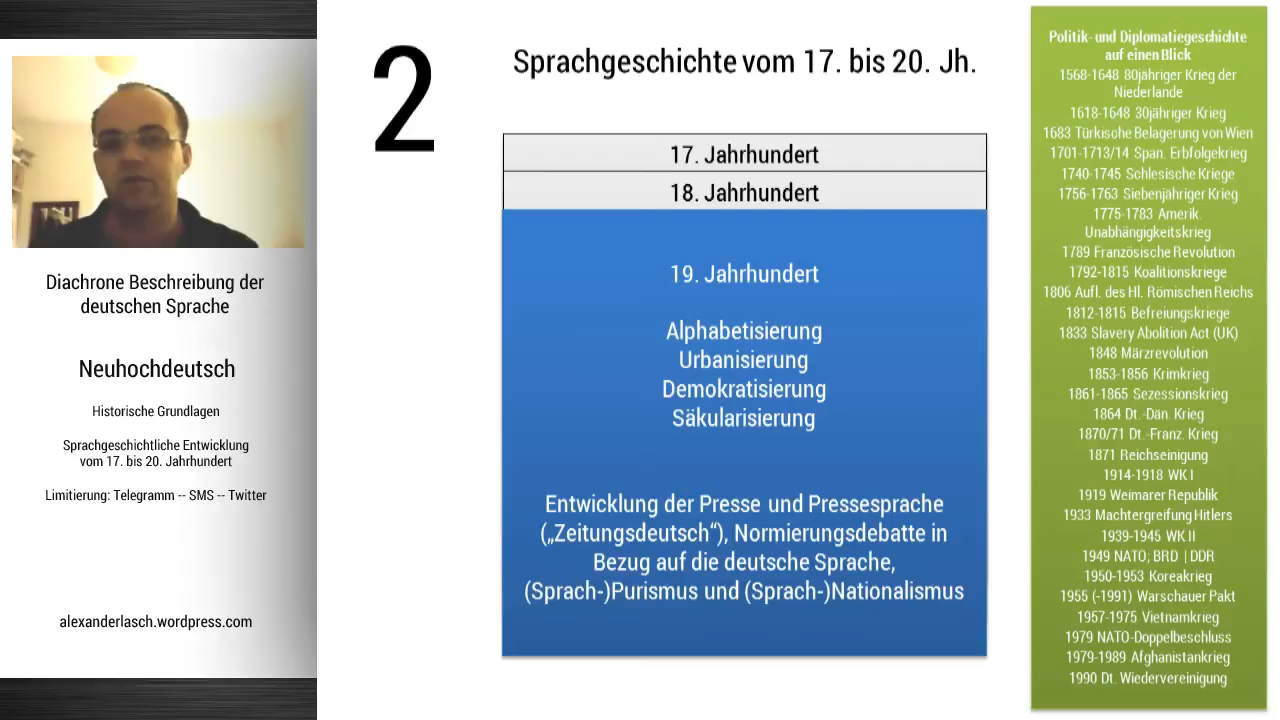 Diachrone Beschreibung der
deutschen Sprache
Neuhochdeutsch
Historische Grundlagen
Sprachgeschichtliche Entwicklung
vom 17. bis 20. Jahrhundert
Limitierung: Telegramm -- SMS -- Twitter
alexanderlasch.wordpress.com
2
Sprachgeschichte vom 17. bis 20. Jh.
17. Jahrhundert
18. Jahrhundert
19. Jahrhundert
Alphabetisierung
Urbanisierung
Demokratisierung
Säkularisierung
Entwicklung der Presse und Pressesprache
(„Zeitungsdeutsch“), Normierungsdebatte in
Bezug auf die deutsche Sprache,
(Sprach-)Purismus und (Sprach-)Nationalismus
Politik- und Diplomatiegeschichte
auf einen Blick
1568-1648 80jähriger Krieg der
Niederlande
1618-1648 30jähriger Krieg
1683 Türkische Belagerung von Wien
1701-1713/14 Span. Erbfolgekrieg
1740-1745 Schlesische Kriege
1756-1763 Siebenjähriger Krieg
1775-1783 Amerik.
Unabhängigkeitskrieg
1789 Französische Revolution
1792-1815 Koalitionskriege
1806 Aufl. des Hl. Römischen Reichs
1812-1815 Befreiungskriege
1833 Slavery Abolition Act (UK)
1848 Märzrevolution
1853-1856 Krimkrieg
1861-1865 Sezessionskrieg
1864 Dt.-Dän. Krieg
1870/71 Dt.-Franz. Krieg
1871 Reichseinigung
1914-1918 WK I
1919 Weimarer Republik
1933 Machtergreifung Hitlers
1939-1945 WK II
1949 NATO; BRD | DDR
1950-1953 Koreakrieg
1955 (-1991) Warschauer Pakt
1957-1975 Vietnamkrieg
1979 NATO-Doppelbeschluss
1979-1989 Afghanistankrieg
1990 Dt. Wiedervereinigung